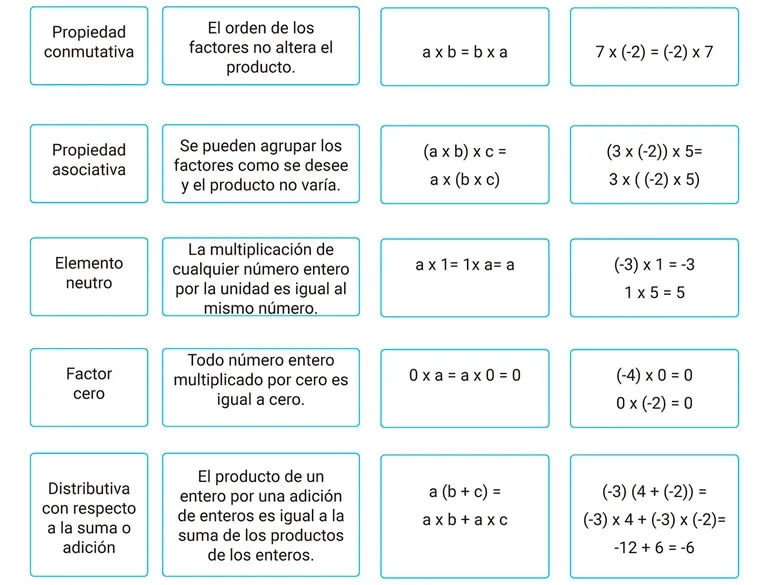 Propiedad
conmutativa
El orden de los
factores no altera el
producto.
a x b = b x a
7 x (-2) = (-2) x 7
Propiedad
asociativa
Se pueden agrupar los
factores como se desee
y el producto no varía.
(a x b) x c =
a x (b x c)
(3 x (-2)) x 5=
3 x ( (-2) x 5)
Elemento
neutro
La multiplicación de
cualquier número entero
por la unidad es igual al
mismo número.
a x 1= 1x a= a
(-3) x 1 = -3
1 x 5 = 5
Factor
cero
Todo número entero
multiplicado por cero es
igual a cero.
0 x a = a x 0 = 0
(-4) x 0 = 0
0 x (-2) = 0
Distributiva
con respecto
a la suma o
adición
El producto de un
entero por una adición
de enteros es igual a la
suma de los productos
de los enteros.
a (b + c) =
a x b + a x c
(-3) (4 + (-2)) =
(-3) x 4 + (-3) x (-2)=
-12 + 6 = -6